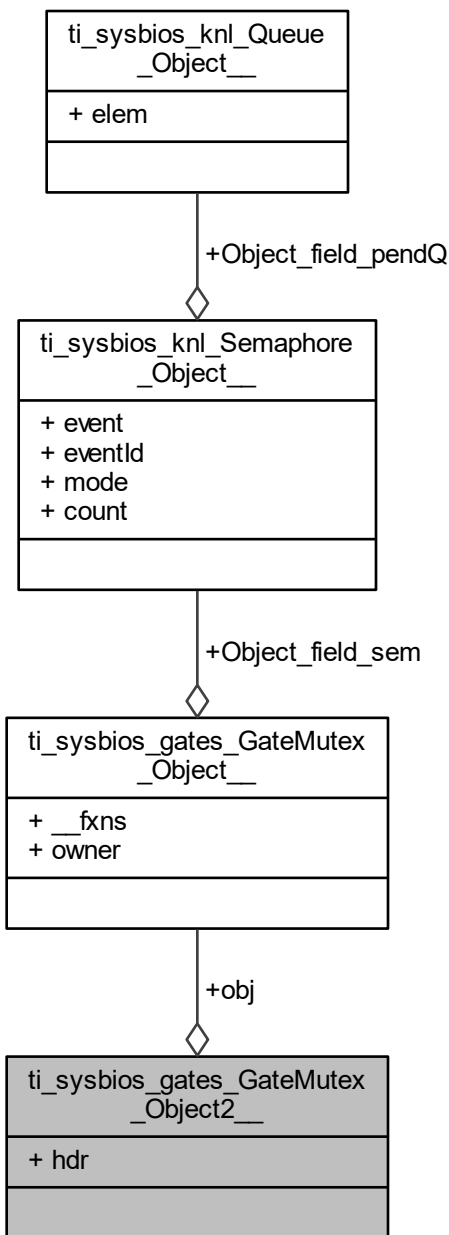 ti_sysbios_knl_Queue
_Object__
+ elem
+Object_field_pendQ
ti_sysbios_knl_Semaphore
_Object__
+ event
+ eventId
+ mode
+ count
+Object_field_sem
ti_sysbios_gates_GateMutex
_Object__
+ __fxns
+ owner
+obj
ti_sysbios_gates_GateMutex
_Object2__
+ hdr